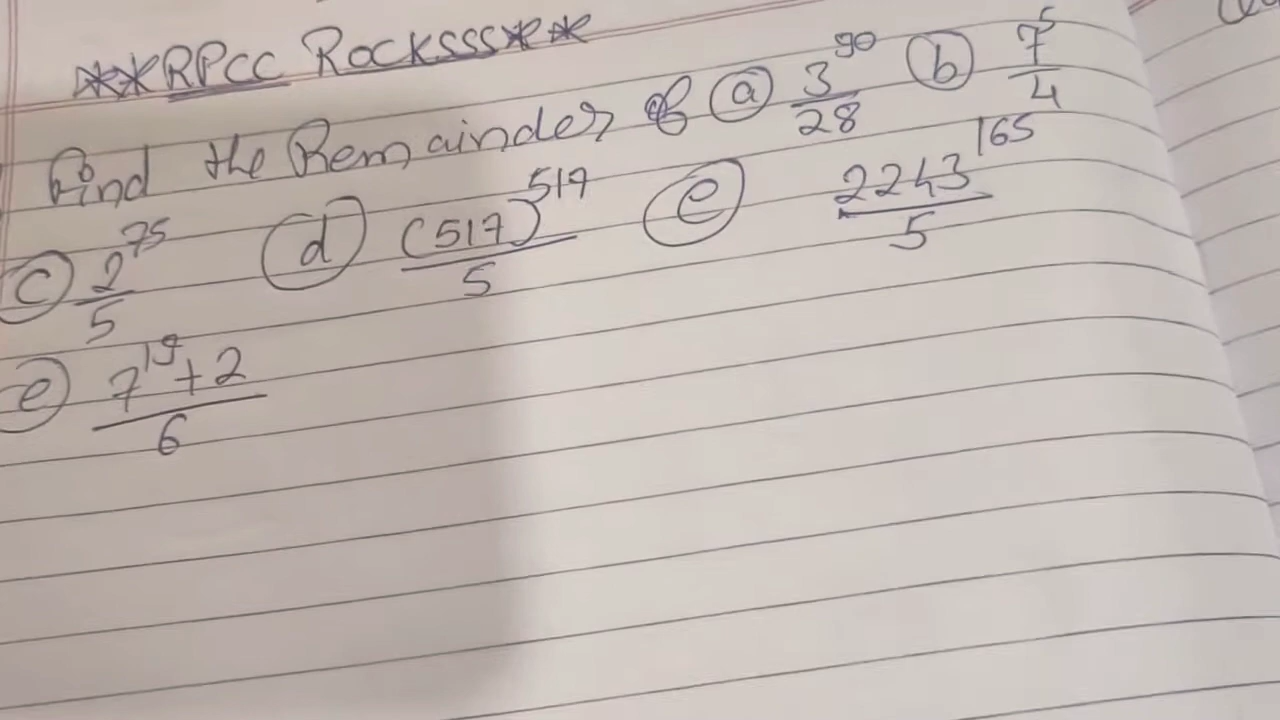 **RPCC Rocksss**
Find the Remainder of (a) 3^90/28 (b) 7^5/4
(c) 2^75/5 (d) (517)^517/5 (e) 2243^165/5
(e) 7^19+2/6